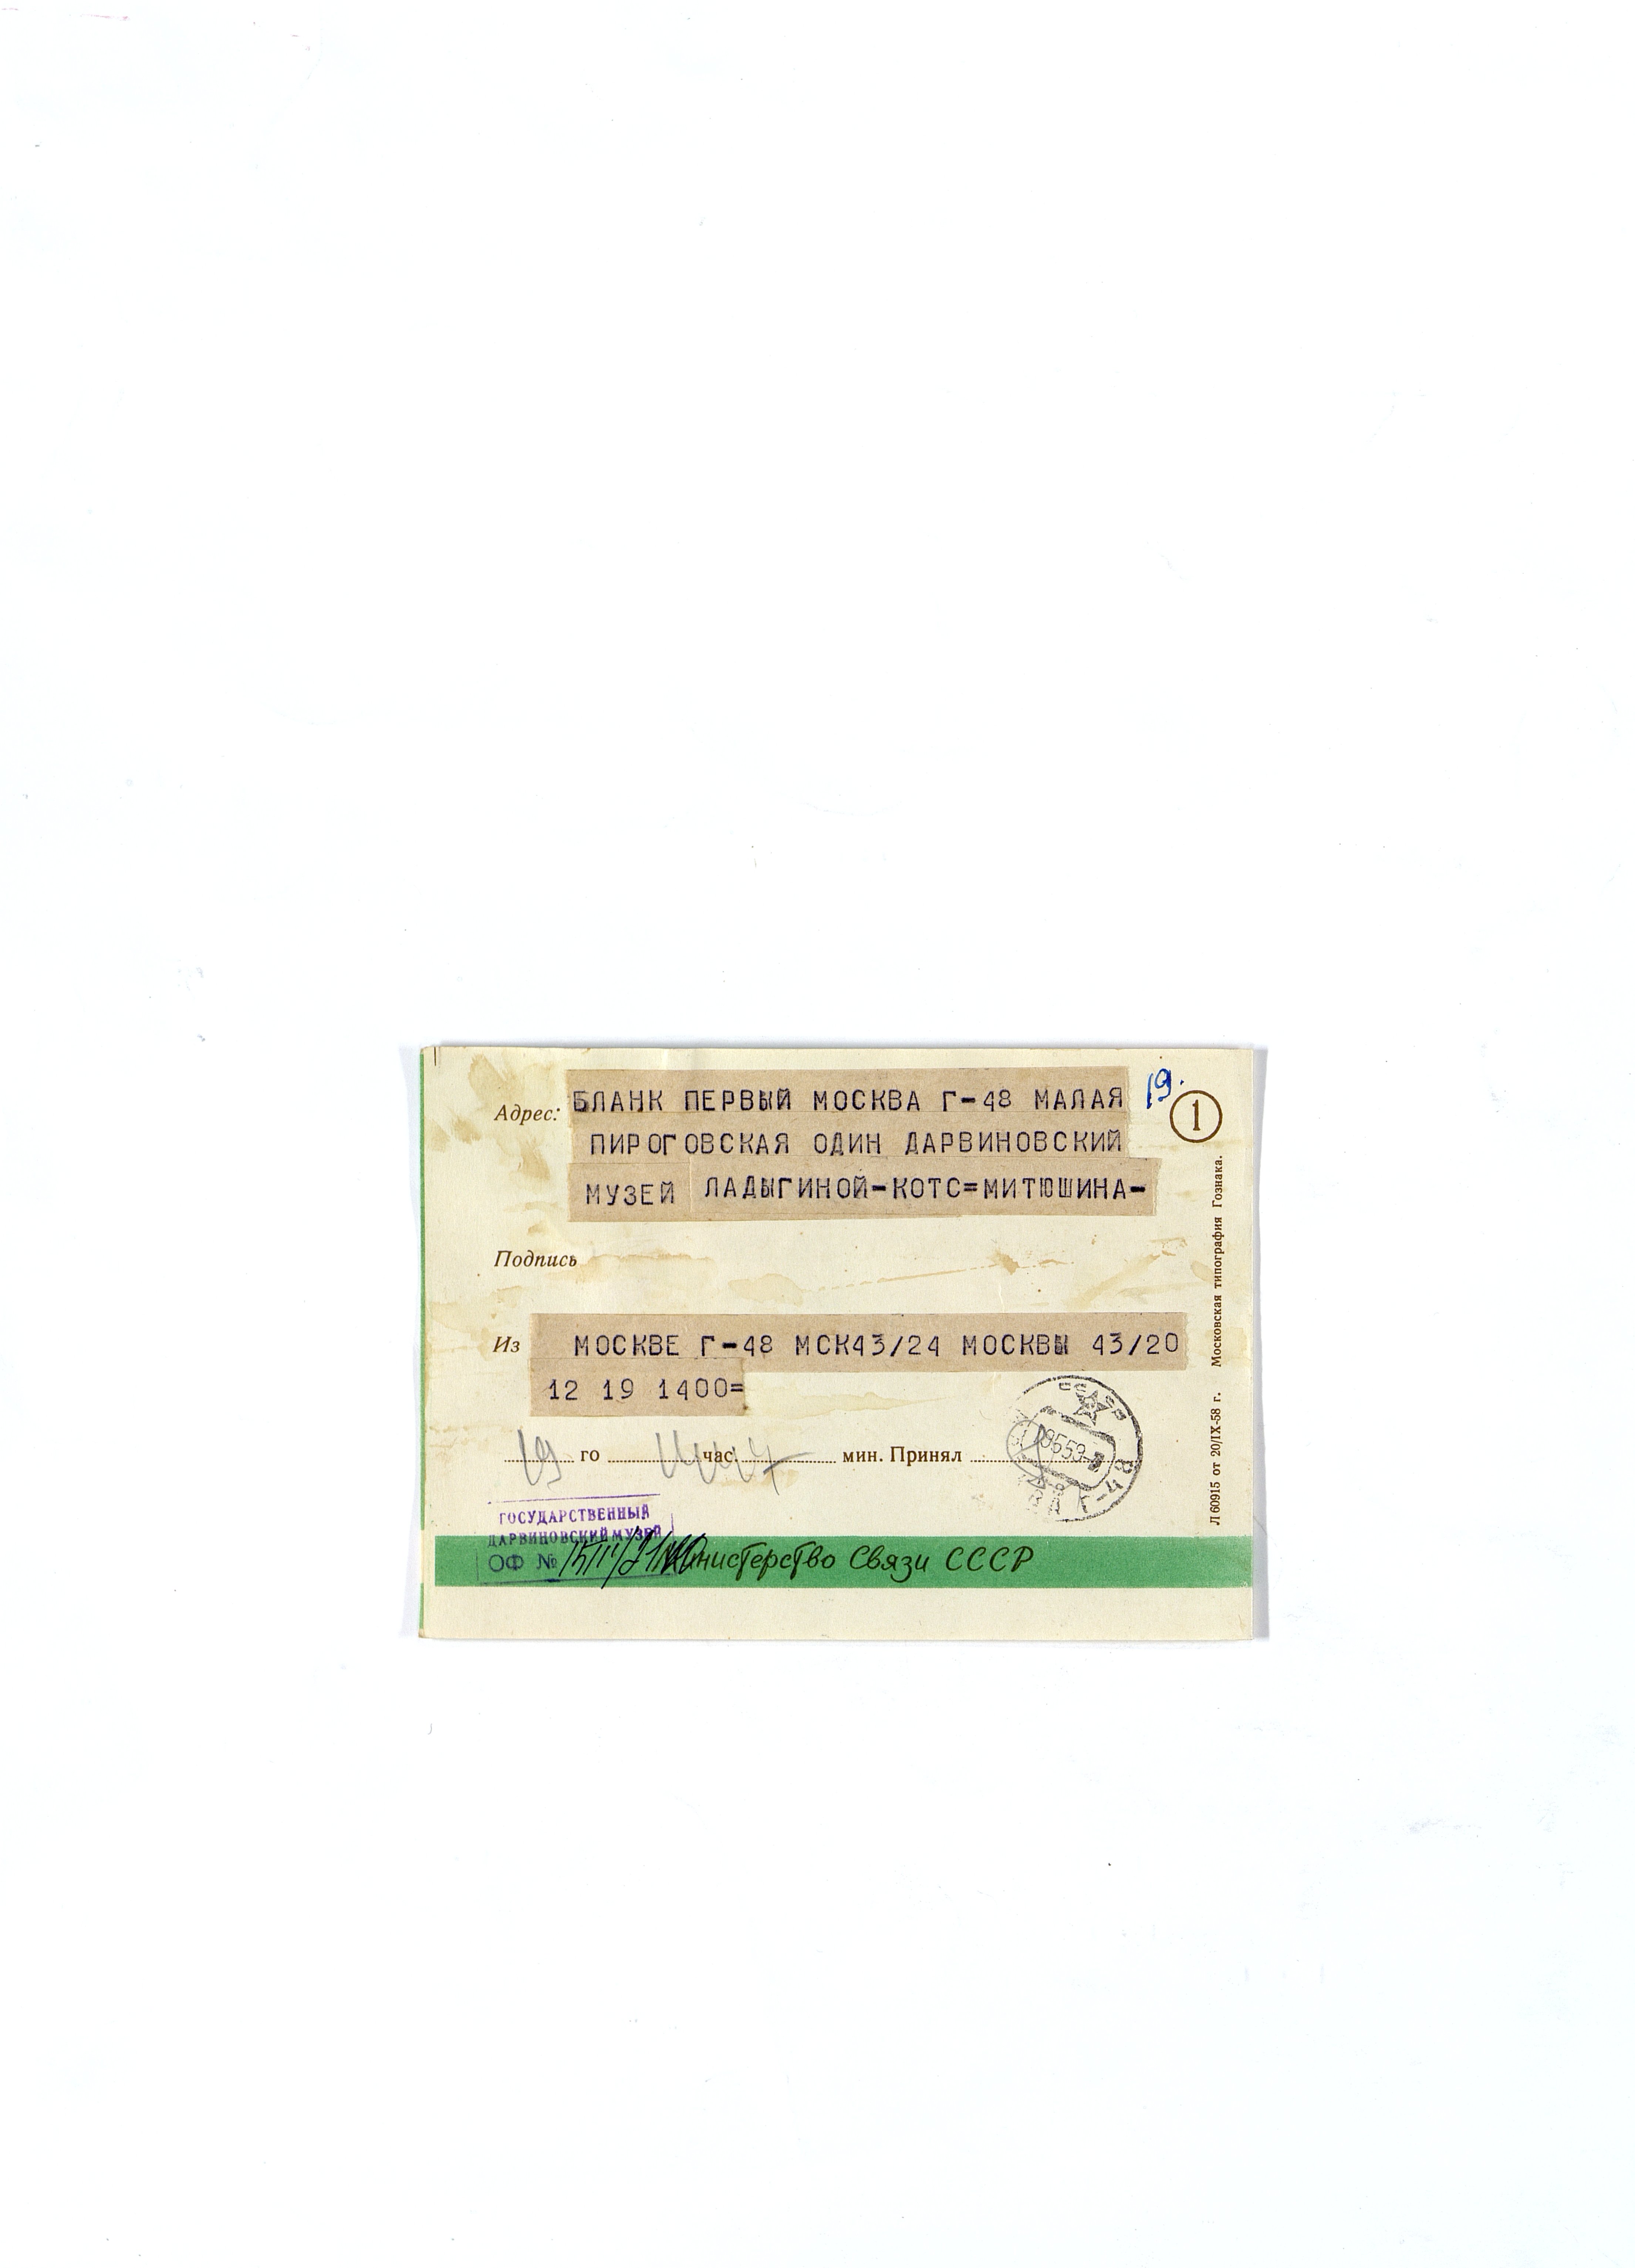 19.
1
Адрес: БЛАНК ПЕРВЫЙ МОСКВА Г-48 МАЛАЯ
ПИРОГОВСКАЯ ОДИН ДАРВИНОВСКИЙ
МУЗЕЙ ЛАДЫГИНОЙ-КОТС=МИТЮШИНА-
Подпись
Из МОСКВЕ Г-48 МСК43/24 МОСКВЫ 43/20
12 19 1400=
19 го час. мин. Принял
ГОСУДАРСТВЕННЫЙ
ДАРВИНОВСКИЙ МУЗЕЙ
ОФ №
Министерство Связи СССР
Л 60915 от 20/IX-58 г. Московская типография Гознака.